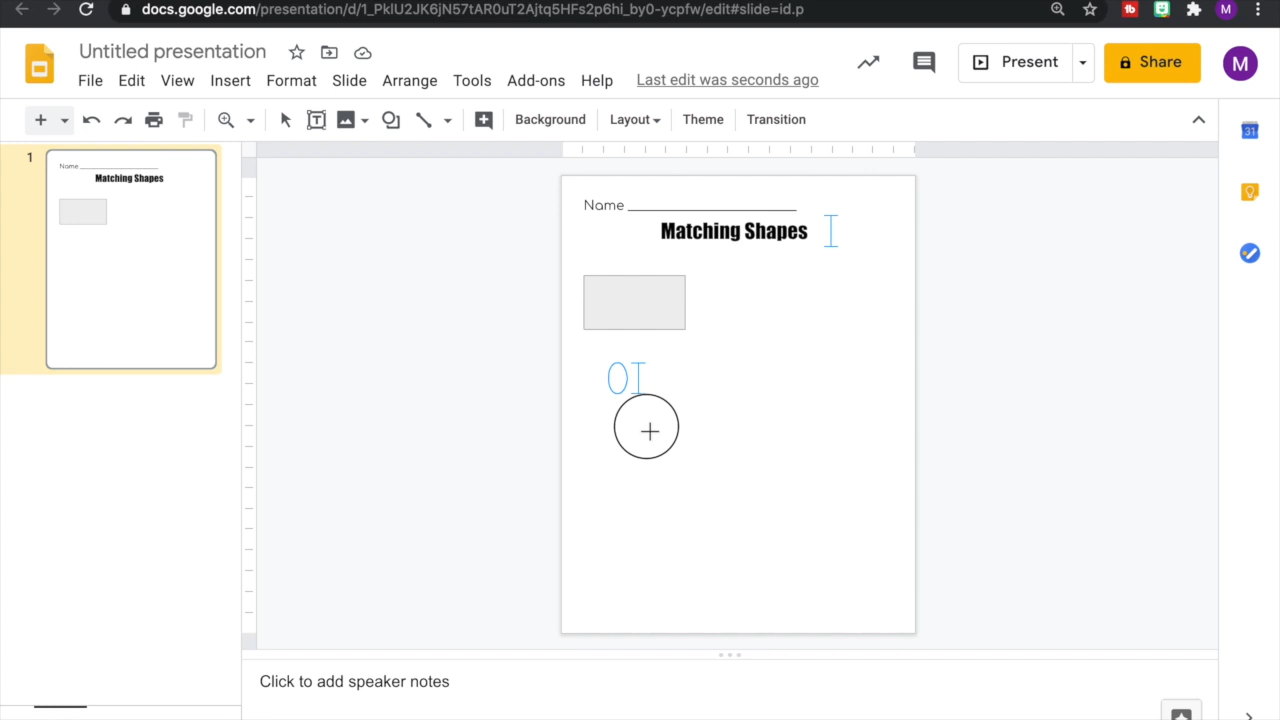 docs.google.com/presentation/d/1_PklU2JK6jN57tAR0uT2Ajtq5HFs2p6hi_by0-ycpfw/edit#slide=id.p
M
Untitled presentation
File Edit View Insert Format Slide Arrange Tools Add-ons Help Last edit was seconds ago
Present
Share
M
Background Layout Theme Transition
31
1
Name
Matching Shapes
Name
Matching Shapes
Click to add speaker notes